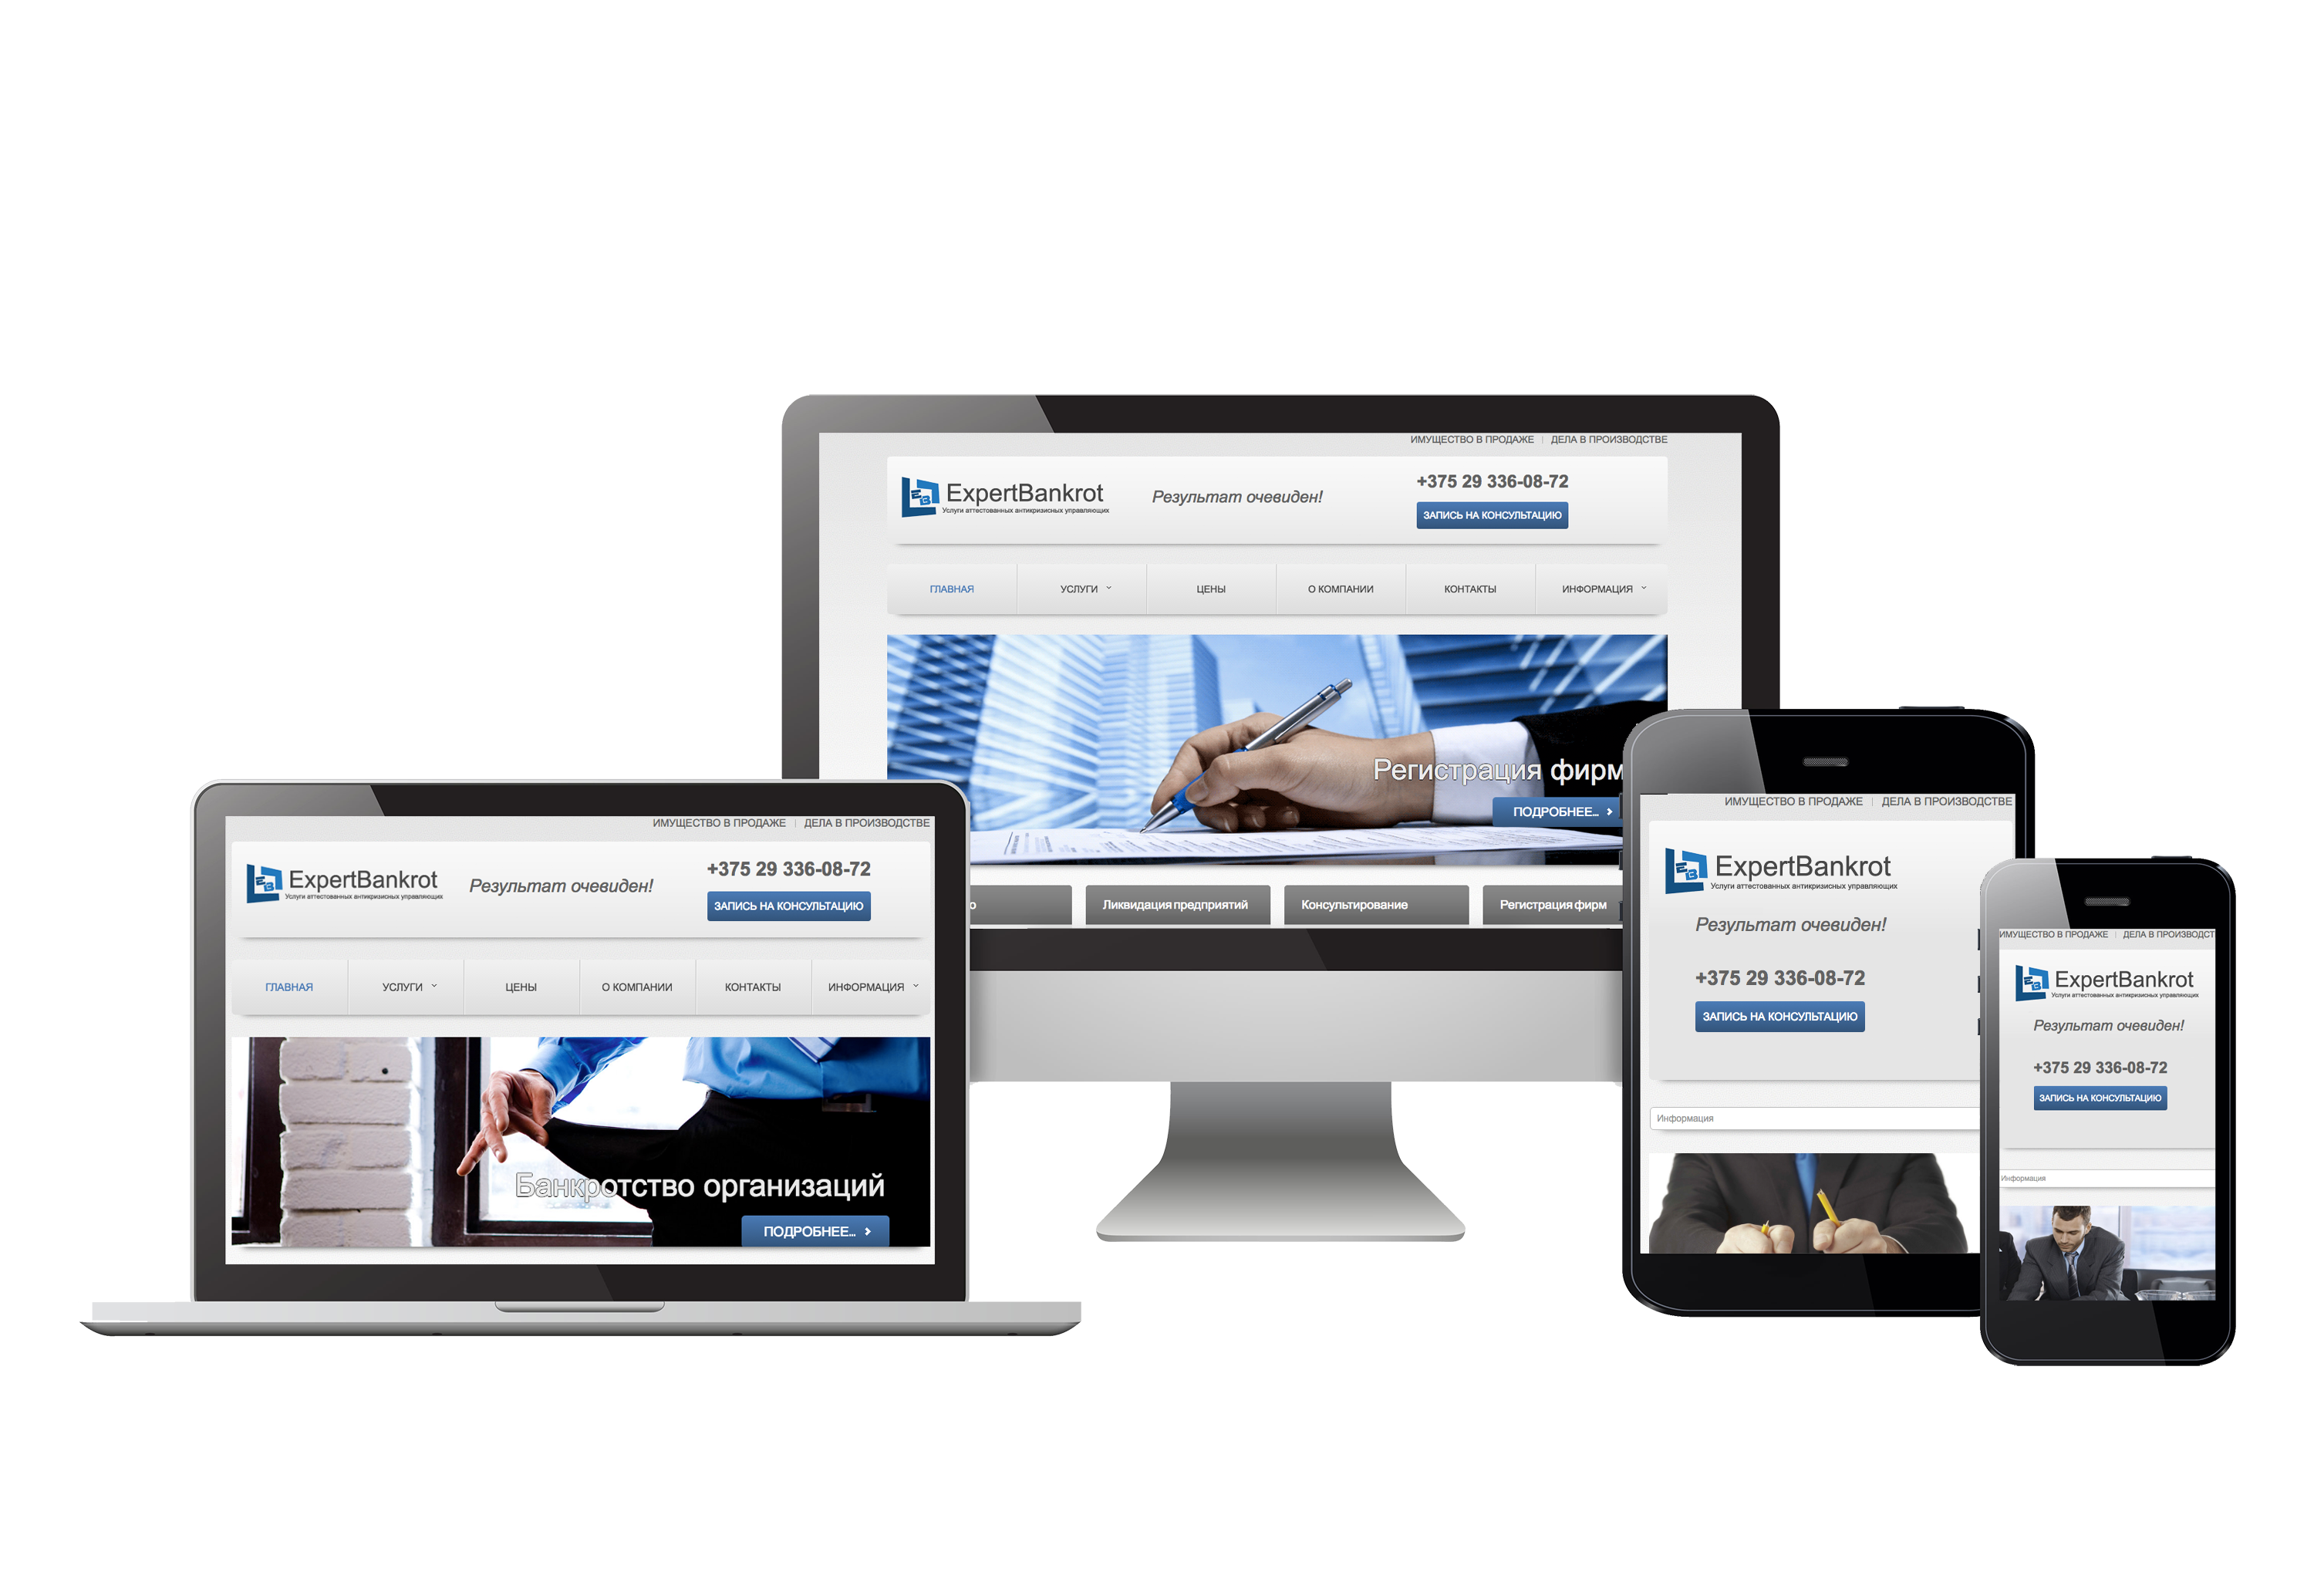 ИМУЩЕСТВО В ПРОДАЖЕ | ДЕЛА В ПРОИЗВОДСТВЕ
ExpertBankrot
Услуги аттестованных антикризисных управляющих
Результат очевиден!
+375 29 336-08-72
ЗАПИСЬ НА КОНСУЛЬТАЦИЮ
ГЛАВНАЯ УСЛУГИ ЦЕНЫ О КОМПАНИИ КОНТАКТЫ ИНФОРМАЦИЯ
Регистрация фирм
ПОДРОБНЕЕ...
Ликвидация предприятий Консультирование Регистрация фирм
ИМУЩЕСТВО В ПРОДАЖЕ | ДЕЛА В ПРОИЗВОДСТВЕ
ExpertBankrot
Услуги аттестованных антикризисных управляющих
Результат очевиден!
+375 29 336-08-72
ЗАПИСЬ НА КОНСУЛЬТАЦИЮ
ГЛАВНАЯ УСЛУГИ ЦЕНЫ О КОМПАНИИ КОНТАКТЫ ИНФОРМАЦИЯ
Банкротство организаций
ПОДРОБНЕЕ...
ИМУЩЕСТВО В ПРОДАЖЕ | ДЕЛА В ПРОИЗВОДСТВЕ
ExpertBankrot
Услуги аттестованных антикризисных управляющих
Результат очевиден!
+375 29 336-08-72
ЗАПИСЬ НА КОНСУЛЬТАЦИЮ
Информация
ИМУЩЕСТВО В ПРОДАЖЕ | ДЕЛА В ПРОИЗВОДСТ
ExpertBankrot
Услуги аттестованных антикризисных управляющих
Результат очевиден!
+375 29 336-08-72
ЗАПИСЬ НА КОНСУЛЬТАЦИЮ
Информация